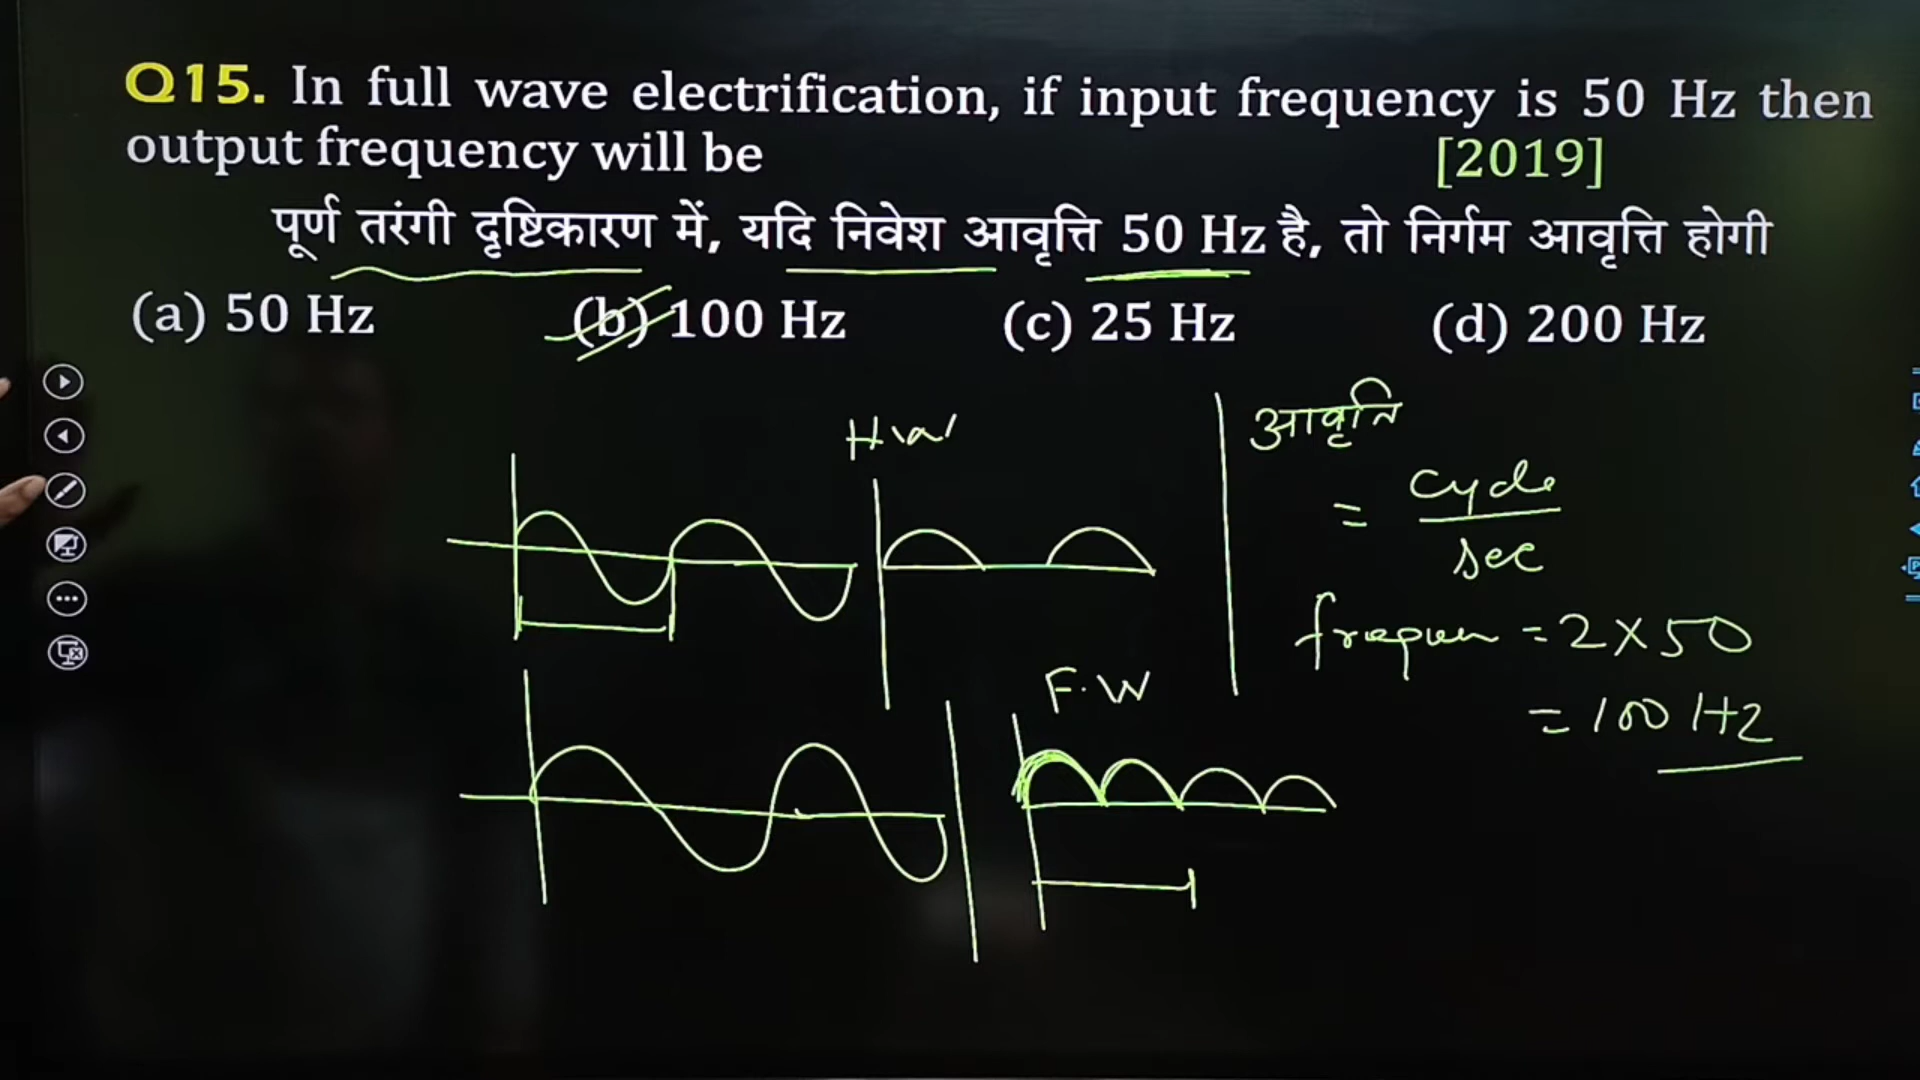 Q15. In full wave electrification, if input frequency is 50 Hz then
output frequency will be [2019]
पूर्ण तरंगी दृष्टिकारण में, यदि निवेश आवृत्ति 50 Hz है, तो निर्गम आवृत्ति होगी
(a) 50 Hz (b) 100 Hz (c) 25 Hz (d) 200 Hz
H.W
आवृत्ति
= cycle
sec
frequen = 2 X 50
= 100 Hz
F.W